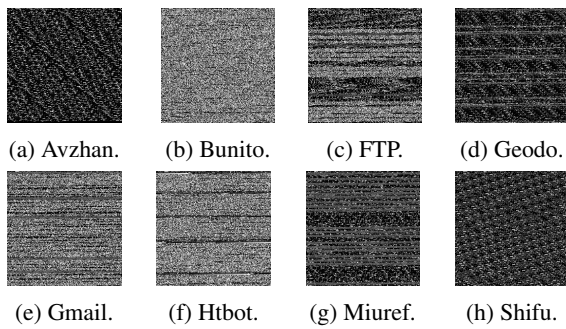 (a) Avzhan. (b) Bunito. (c) FTP. (d) Geodo.
(e) Gmail. (f) Htbot. (g) Miuref. (h) Shifu.